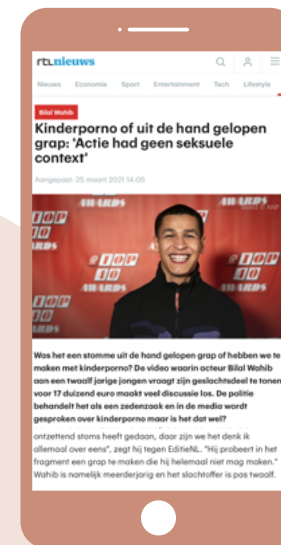 rtlnieuws
Nieuws Economie Sport Entertainment Tech Lifestyle
Bilal Wahib
Kinderporno of uit de hand gelopen
grap: 'Actie had geen seksuele
context'
Aangepast: 25 maart 2021 14:05
AWARDS AWARDS
TOP
TOP
AWARDS
AWARDS
Was het een stomme uit de hand gelopen grap of hebben we te
maken met kinderporno? De video waarin acteur Bilal Wahib
aan een twaalf jarige jongen vraagt zijn geslachtsdeel te tonen
voor 17 duizend euro maakt veel discussie los. De politie
behandelt het als een zedenzaak en in de media wordt
gesproken over kinderporno maar is het dat wel?
ontzettend stoms heeft gedaan, daar zijn we het denk ik
allemaal over eens", zegt hij tegen EditieNL. "Hij probeert in het
fragment een grap te maken die hij helemaal niet mag maken."
Wahib is namelijk meerderjarig en het slachtoffer is pas twaalf.